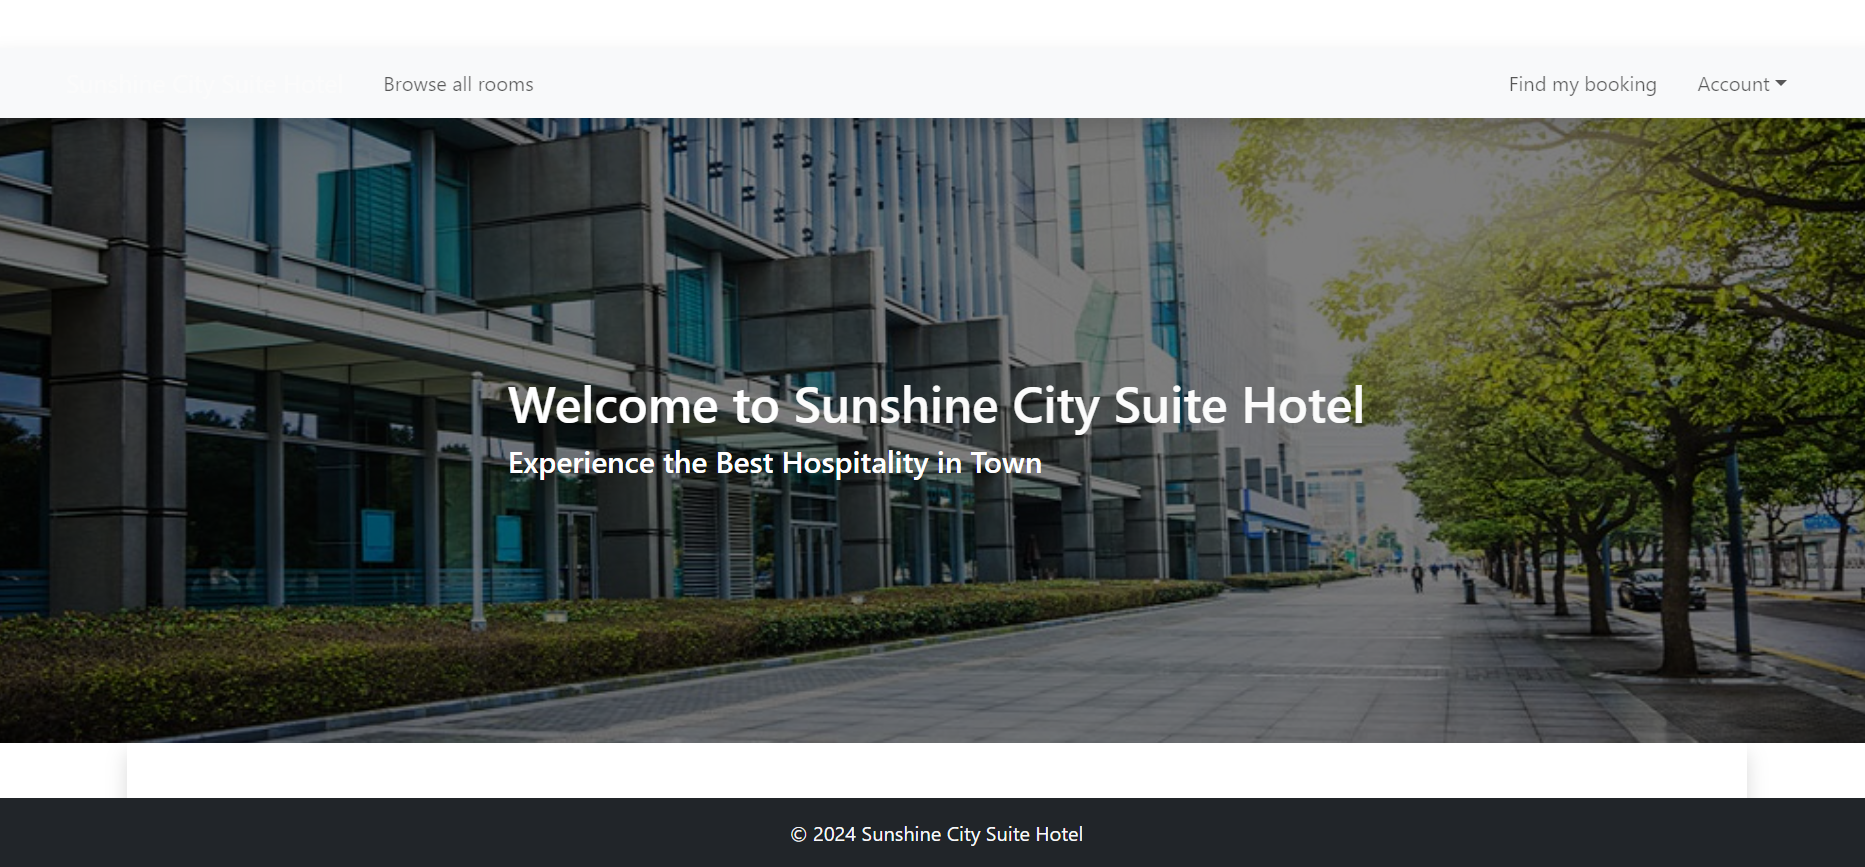 Sunshine City Suite Hotel
Browse all rooms
Find my booking
Account
Welcome to Sunshine City Suite Hotel
Experience the Best Hospitality in Town
© 2024 Sunshine City Suite Hotel